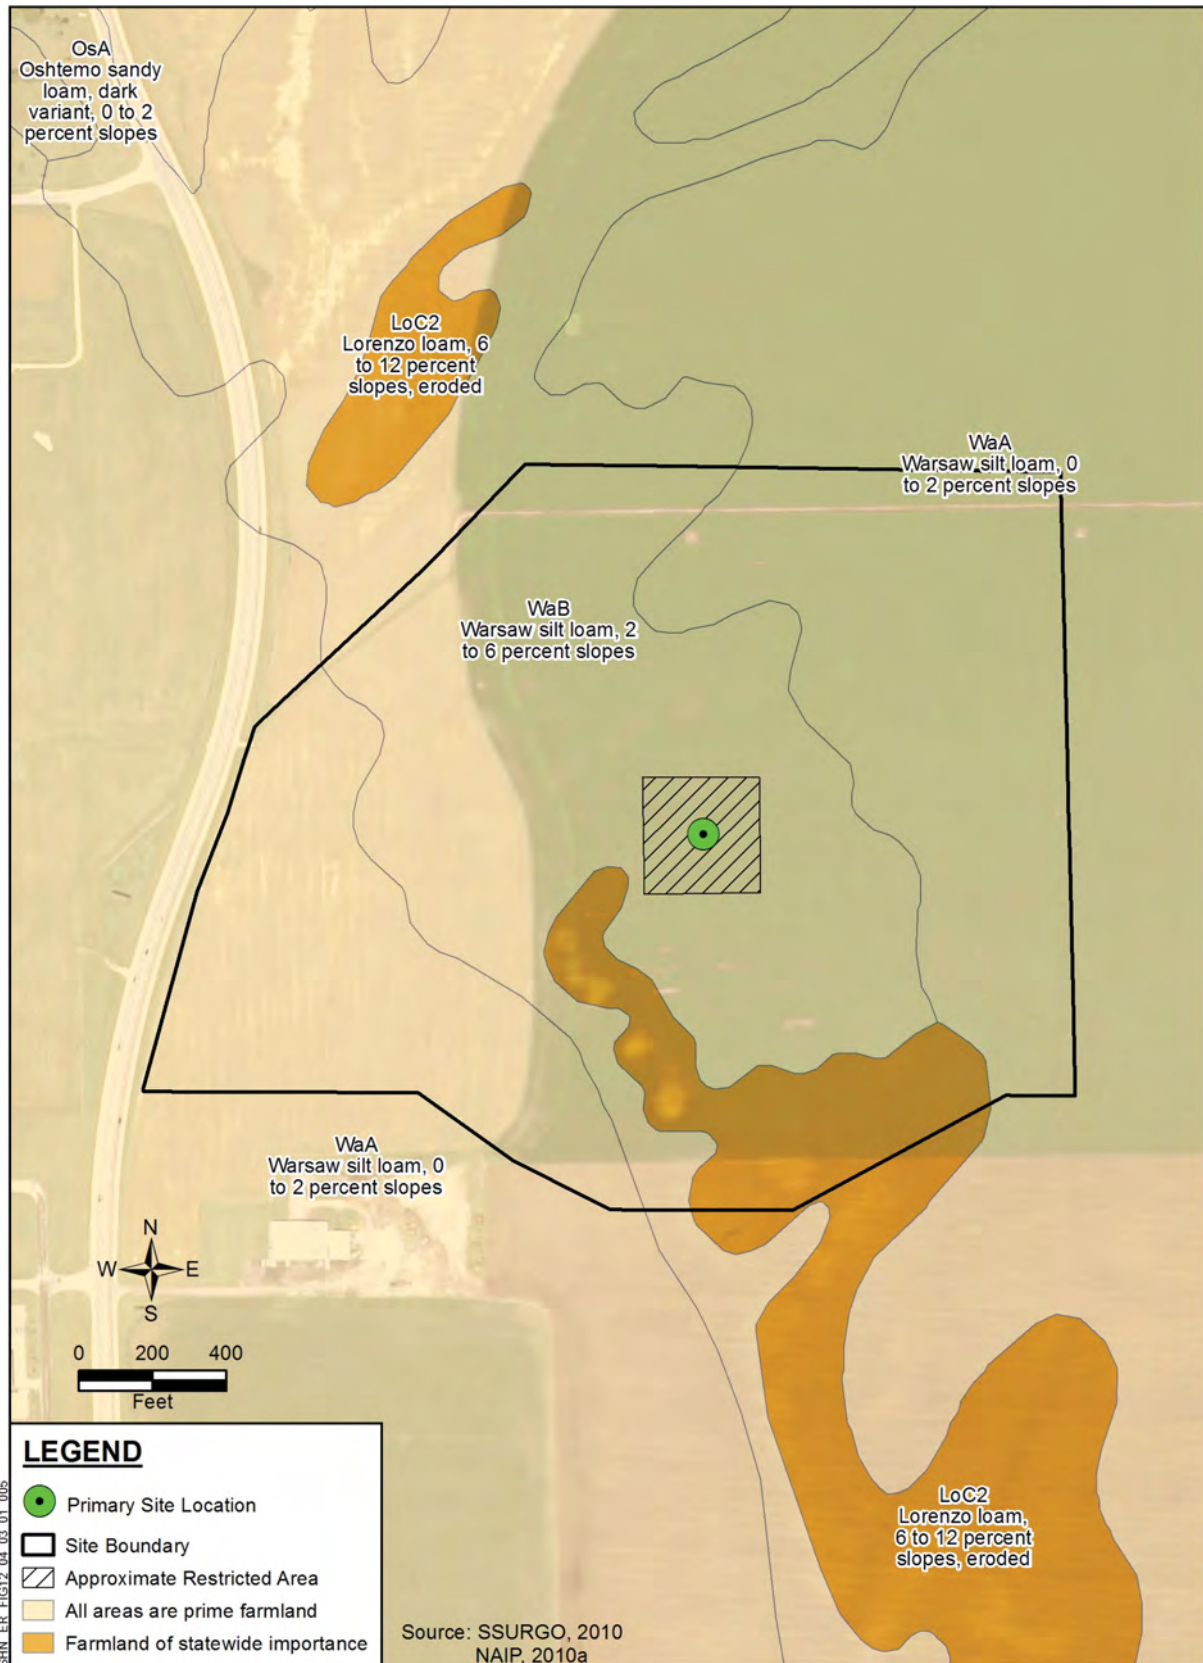 OsA
Oshtemo sandy
loam, dark
variant, 0 to 2
percent slopes
LoC2
Lorenzo loam, 6
to 12 percent
slopes, eroded
WaA
Warsaw silt loam, 0
to 2 percent slopes
WaB
Warsaw silt loam, 2
to 6 percent slopes
WaA
Warsaw silt loam, 0
to 2 percent slopes
N
W E
S
0 200 400
Feet
LoC2
Lorenzo loam,
6 to 12 percent
slopes, eroded
LEGEND
Primary Site Location
Site Boundary
Approximate Restricted Area
All areas are prime farmland
Farmland of statewide importance
Source: SSURGO, 2010
NAIP, 2010a
SHN_ER_FIG12_04_03_01_005